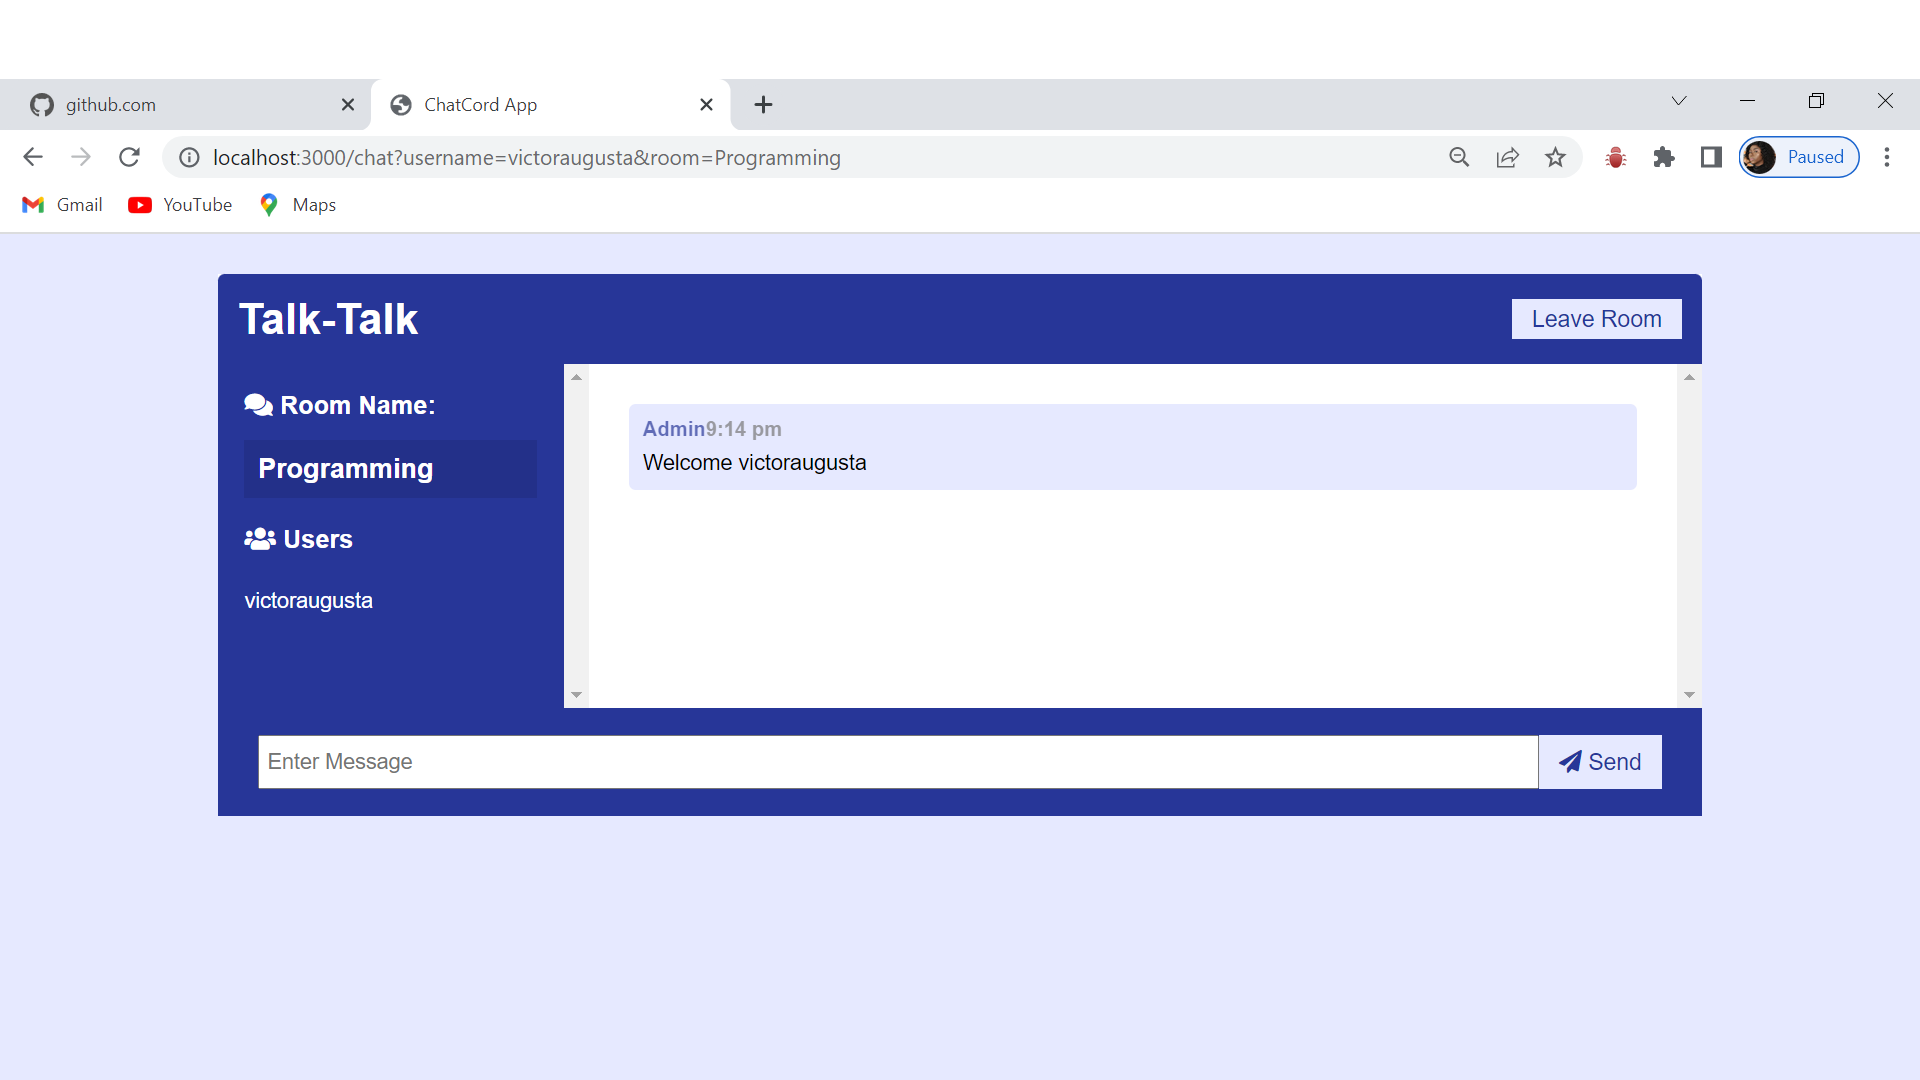 github.com
ChatCord App
localhost:3000/chat?username=victoraugusta&room=Programming
Paused
Gmail
YouTube
Maps
Talk-Talk
Leave Room
Room Name:
Programming
Users
victoraugusta
Admin9:14 pm
Welcome victoraugusta
Enter Message
Send